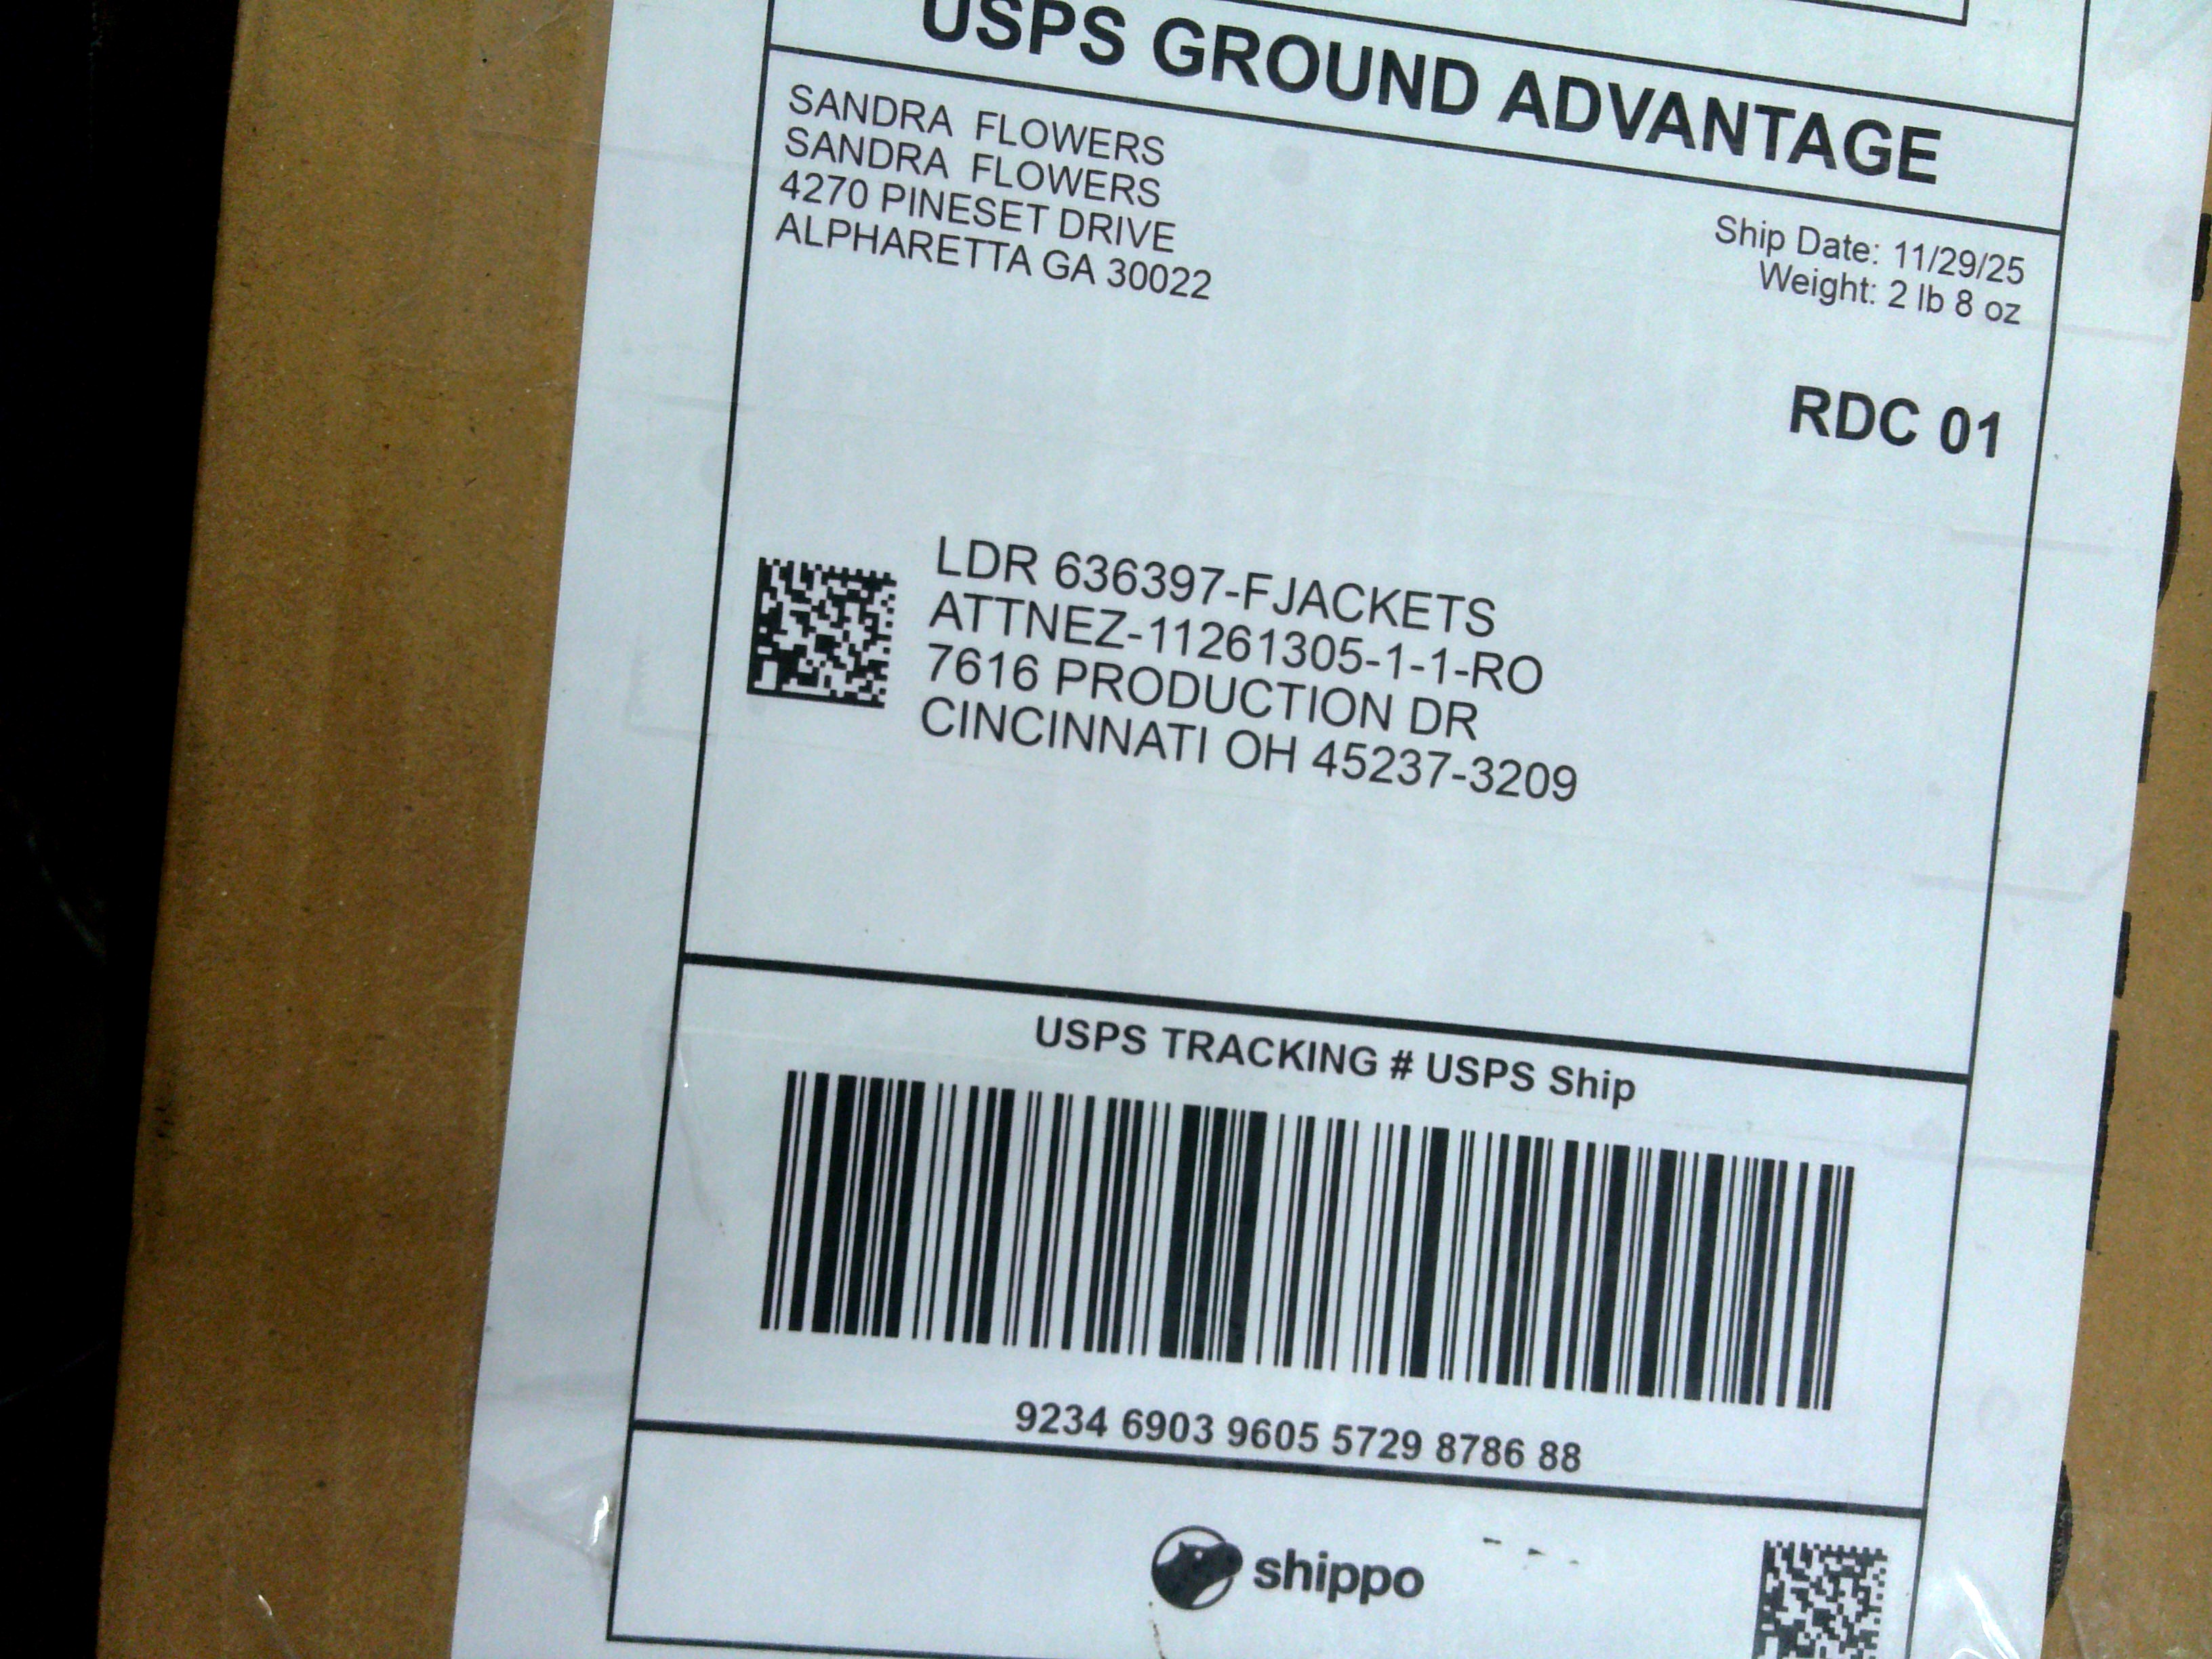 USPS GROUND ADVANTAGE
SANDRA FLOWERS
SANDRA FLOWERS
4270 PINESET DRIVE
ALPHARETTA GA 30022
Ship Date: 11/29/25
Weight: 2 lb 8 oz
RDC 01
LDR 636397-FJACKETS
ATTNEZ-11261305-1-1-RO
7616 PRODUCTION DR
CINCINNATI OH 45237-3209
USPS TRACKING # USPS Ship
9234 6903 9605 5729 8786 88
shippo